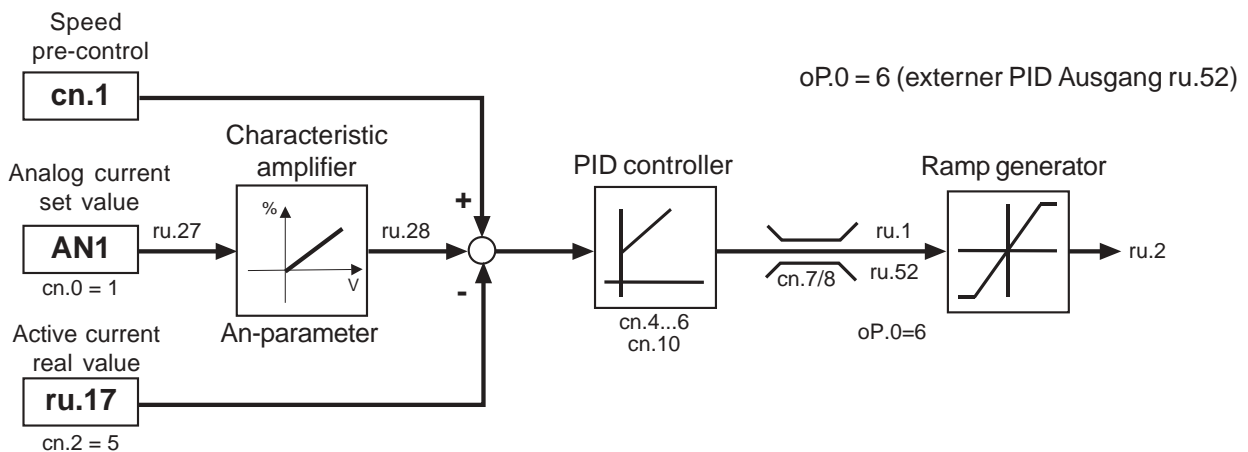 Speed
pre-control
cn.1
oP.0 = 6 (externer PID Ausgang ru.52)
Characteristic
amplifier
Analog current
set value
AN1
cn.0 = 1
ru.27
%
V
An-parameter
ru.28
+
-
PID controller
cn.4...6
cn.10
cn.7/8
ru.1
ru.52
Ramp generator
oP.0=6
ru.2
Active current
real value
ru.17
cn.2 = 5